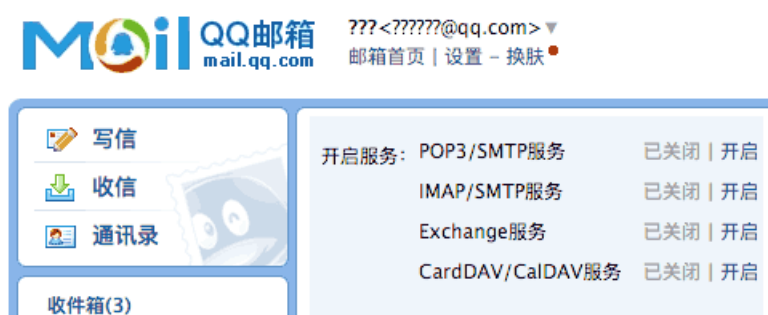 Mail QQ邮箱
mail.qq.com
???<??????@qq.com>
邮箱首页 | 设置 - 换肤
写信
收信
通讯录
收件箱(3)
开启服务： POP3/SMTP服务 已关闭 | 开启
IMAP/SMTP服务 已关闭 | 开启
Exchange服务 已关闭 | 开启
CardDAV/CalDAV服务 已关闭 | 开启